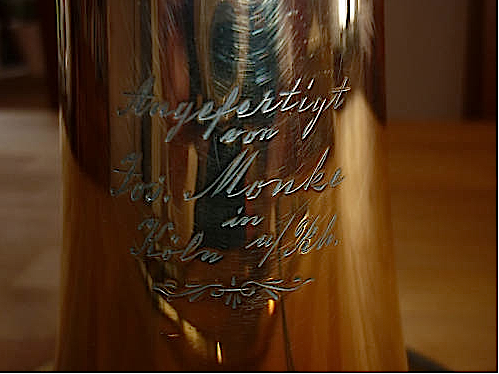 Angefertigt
von
Jos. Monke
in
Köln a/Rh.